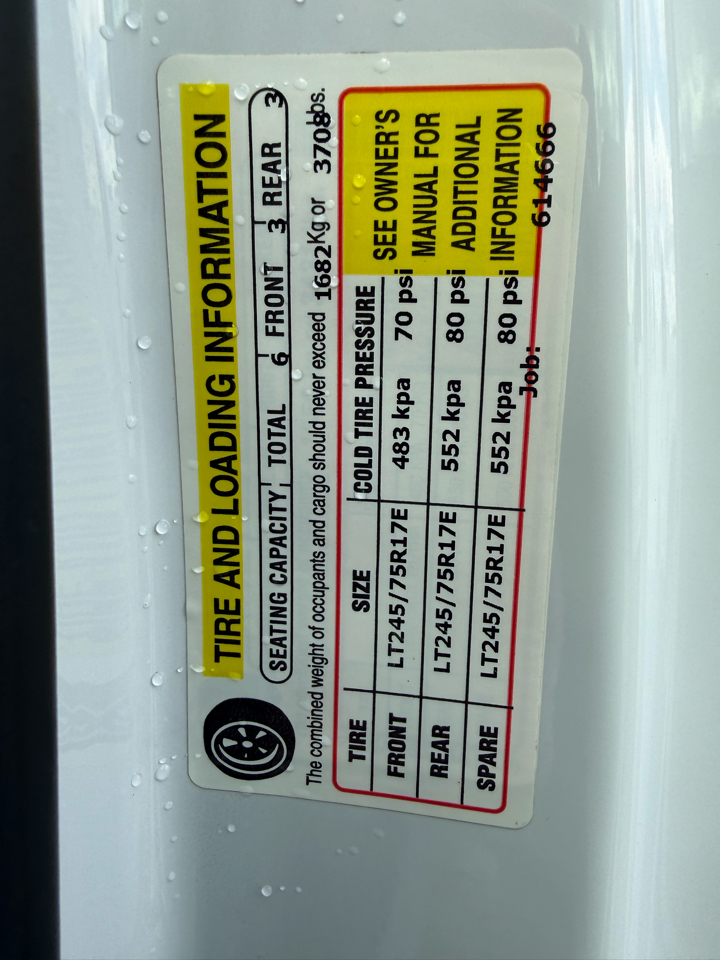 TIRE AND LOADING INFORMATION
SEATING CAPACITY TOTAL 6 FRONT 3 REAR 3
The combined weight of occupants and cargo should never exceed 1682Kg or 3708Lbs.
TIRE SIZE COLD TIRE PRESSURE
FRONT LT245/75R17E 483 kpa 70 psi
REAR LT245/75R17E 552 kpa 80 psi
SPARE LT245/75R17E 552 kpa 80 psi
SEE OWNER'S
MANUAL FOR
ADDITIONAL
INFORMATION
Job: 614666